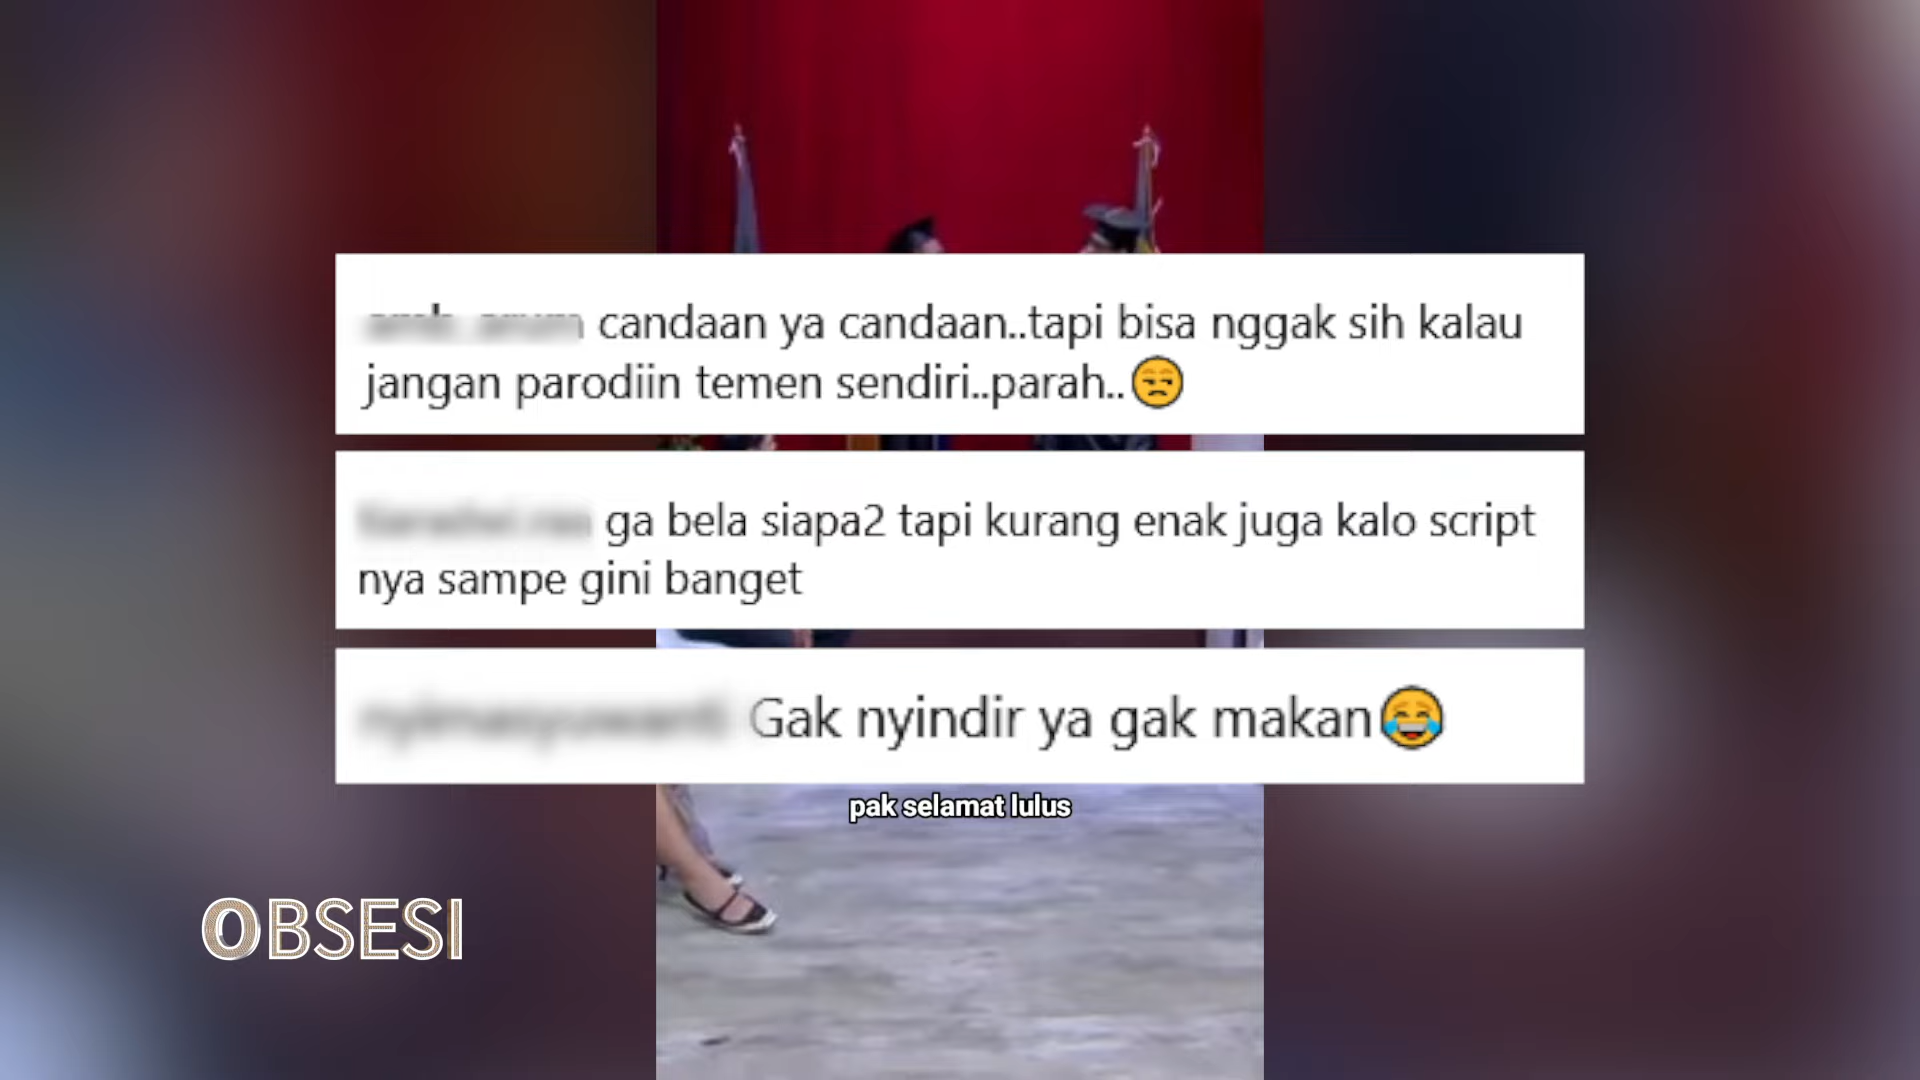 candaan ya candaan..tapi bisa nggak sih kalau
jangan parodiin temen sendiri..parah..😒
ga bela siapa2 tapi kurang enak juga kalo script
nya sampe gini banget
Gak nyindir ya gak makan😂
pak selamat lulus
OBSESI